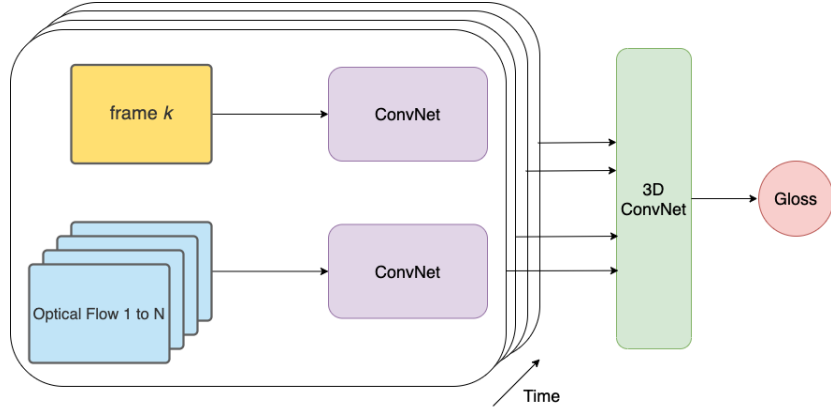 frame k
ConvNet
Optical Flow 1 to N
ConvNet
3D
ConvNet
Gloss
Time